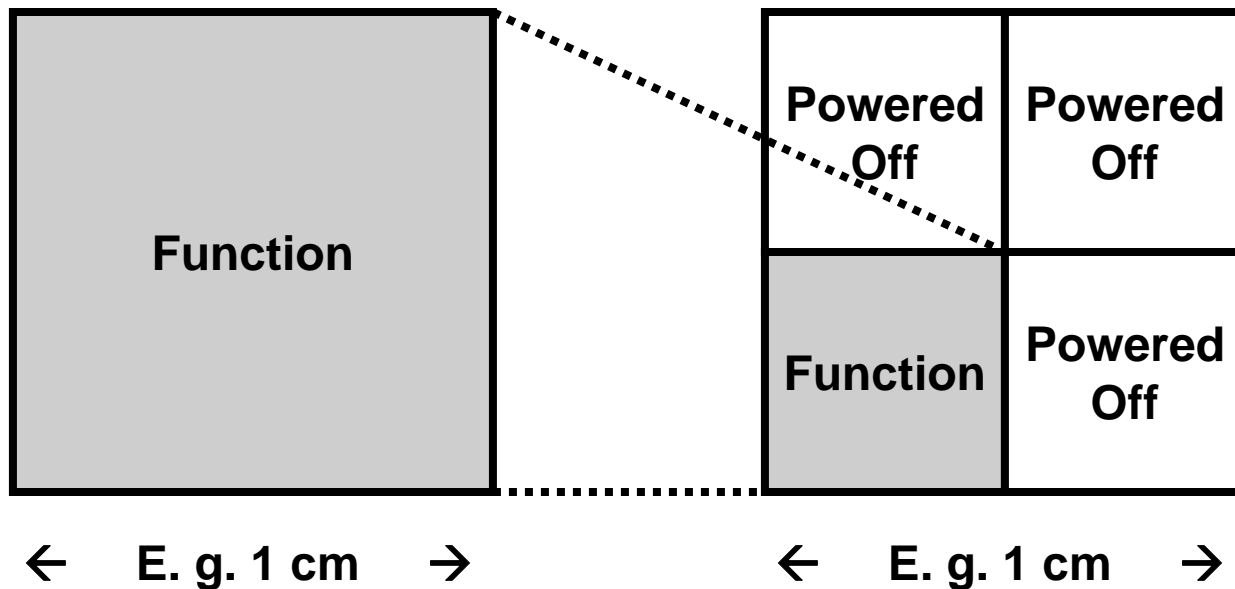 Function
Powered
Off
Powered
Off
Function
Powered
Off
← E. g. 1 cm →
← E. g. 1 cm →